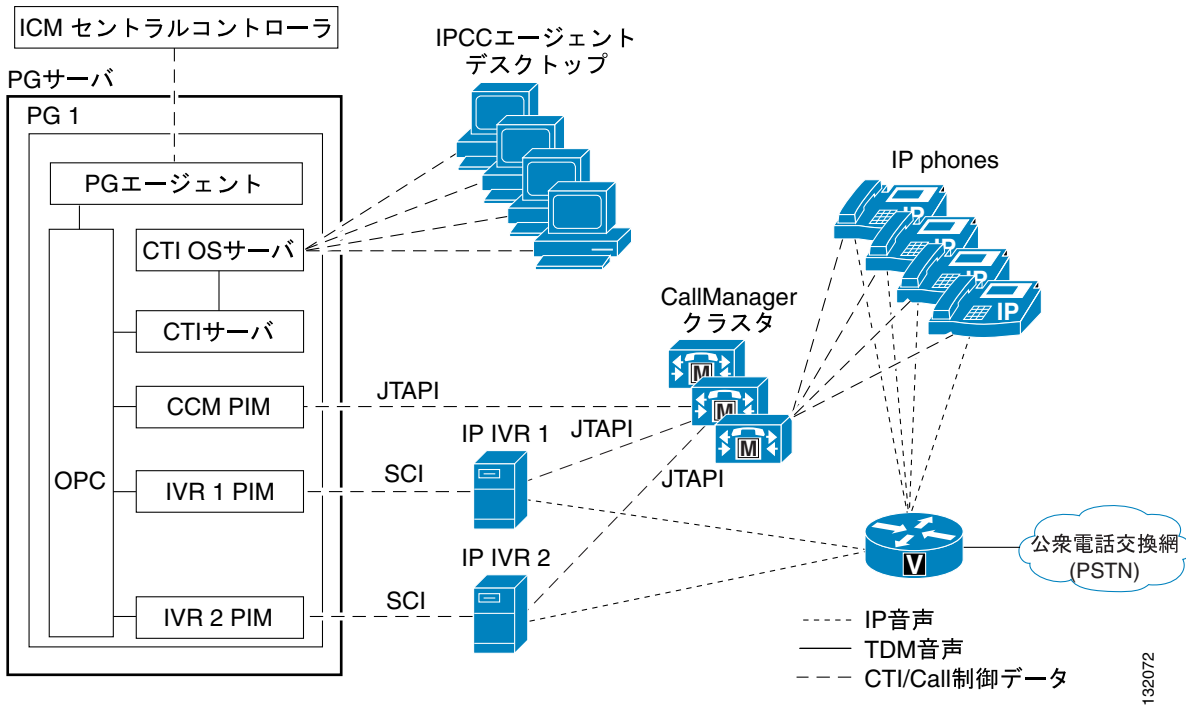 ICM セントラルコントローラ
PGサーバ
PG 1
PGエージェント
CTI OSサーバ
CTIサーバ
CCM PIM
OPC
IVR 1 PIM
IVR 2 PIM
IPCCエージェント
デスクトップ
IP phones
IP
IP
IP
IP
CallManager
クラスタ
M
M
M
JTAPI
IP IVR 1
JTAPI
SCI
JTAPI
IP IVR 2
SCI
V
公衆電話交換網
(PSTN)
IP音声
TDM音声
CTI/Call制御データ
132072